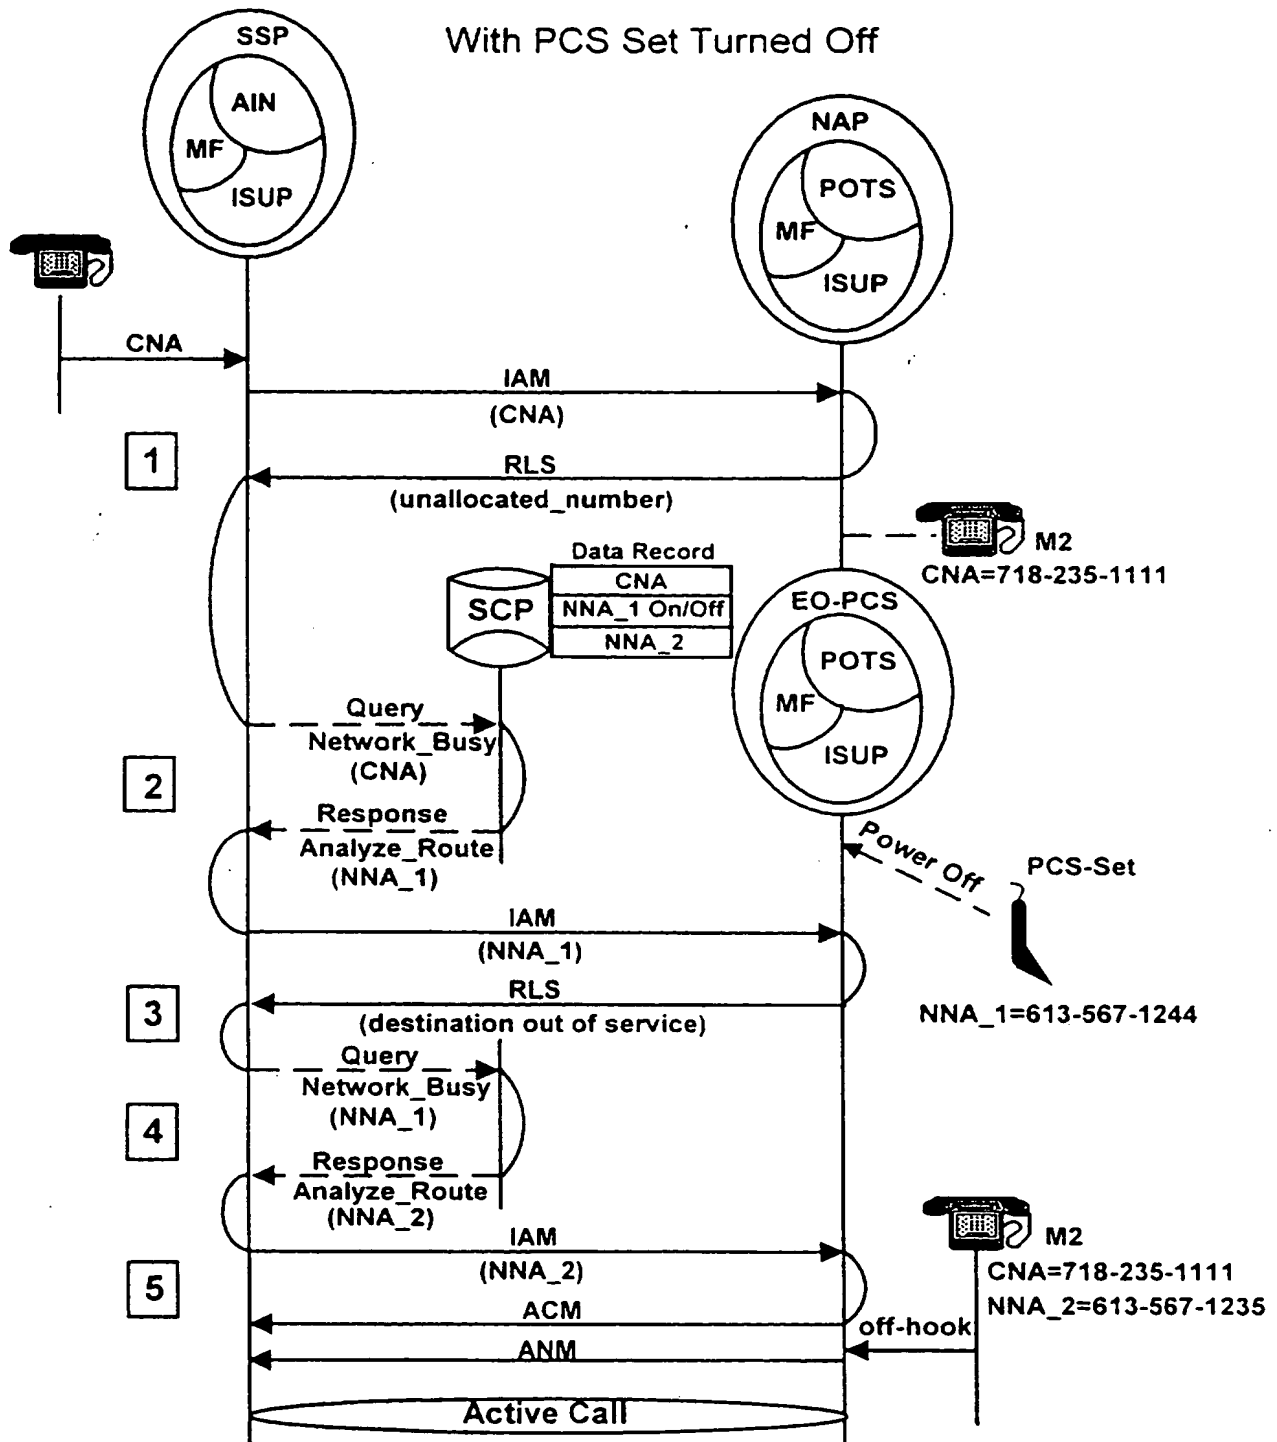 With PCS Set Turned Off
SSP
AIN
MF
ISUP
NAP
POTS
MF
ISUP
CNA
IAM
(CNA)
1
RLS
(unallocated_number)
M2
CNA=718-235-1111
Data Record
CNA
NNA_1 On/Off
NNA_2
SCP
EO-PCS
POTS
MF
ISUP
Query
Network_Busy
(CNA)
2
Response
Analyze_Route
(NNA_1)
Power Off
PCS-Set
NNA_1=613-567-1244
IAM
(NNA_1)
3
RLS
(destination out of service)
Query
Network_Busy
(NNA_1)
4
Response
Analyze_Route
(NNA_2)
M2
CNA=718-235-1111
NNA_2=613-567-1235
IAM
(NNA_2)
5
ACM
off-hook
ANM
Active Call